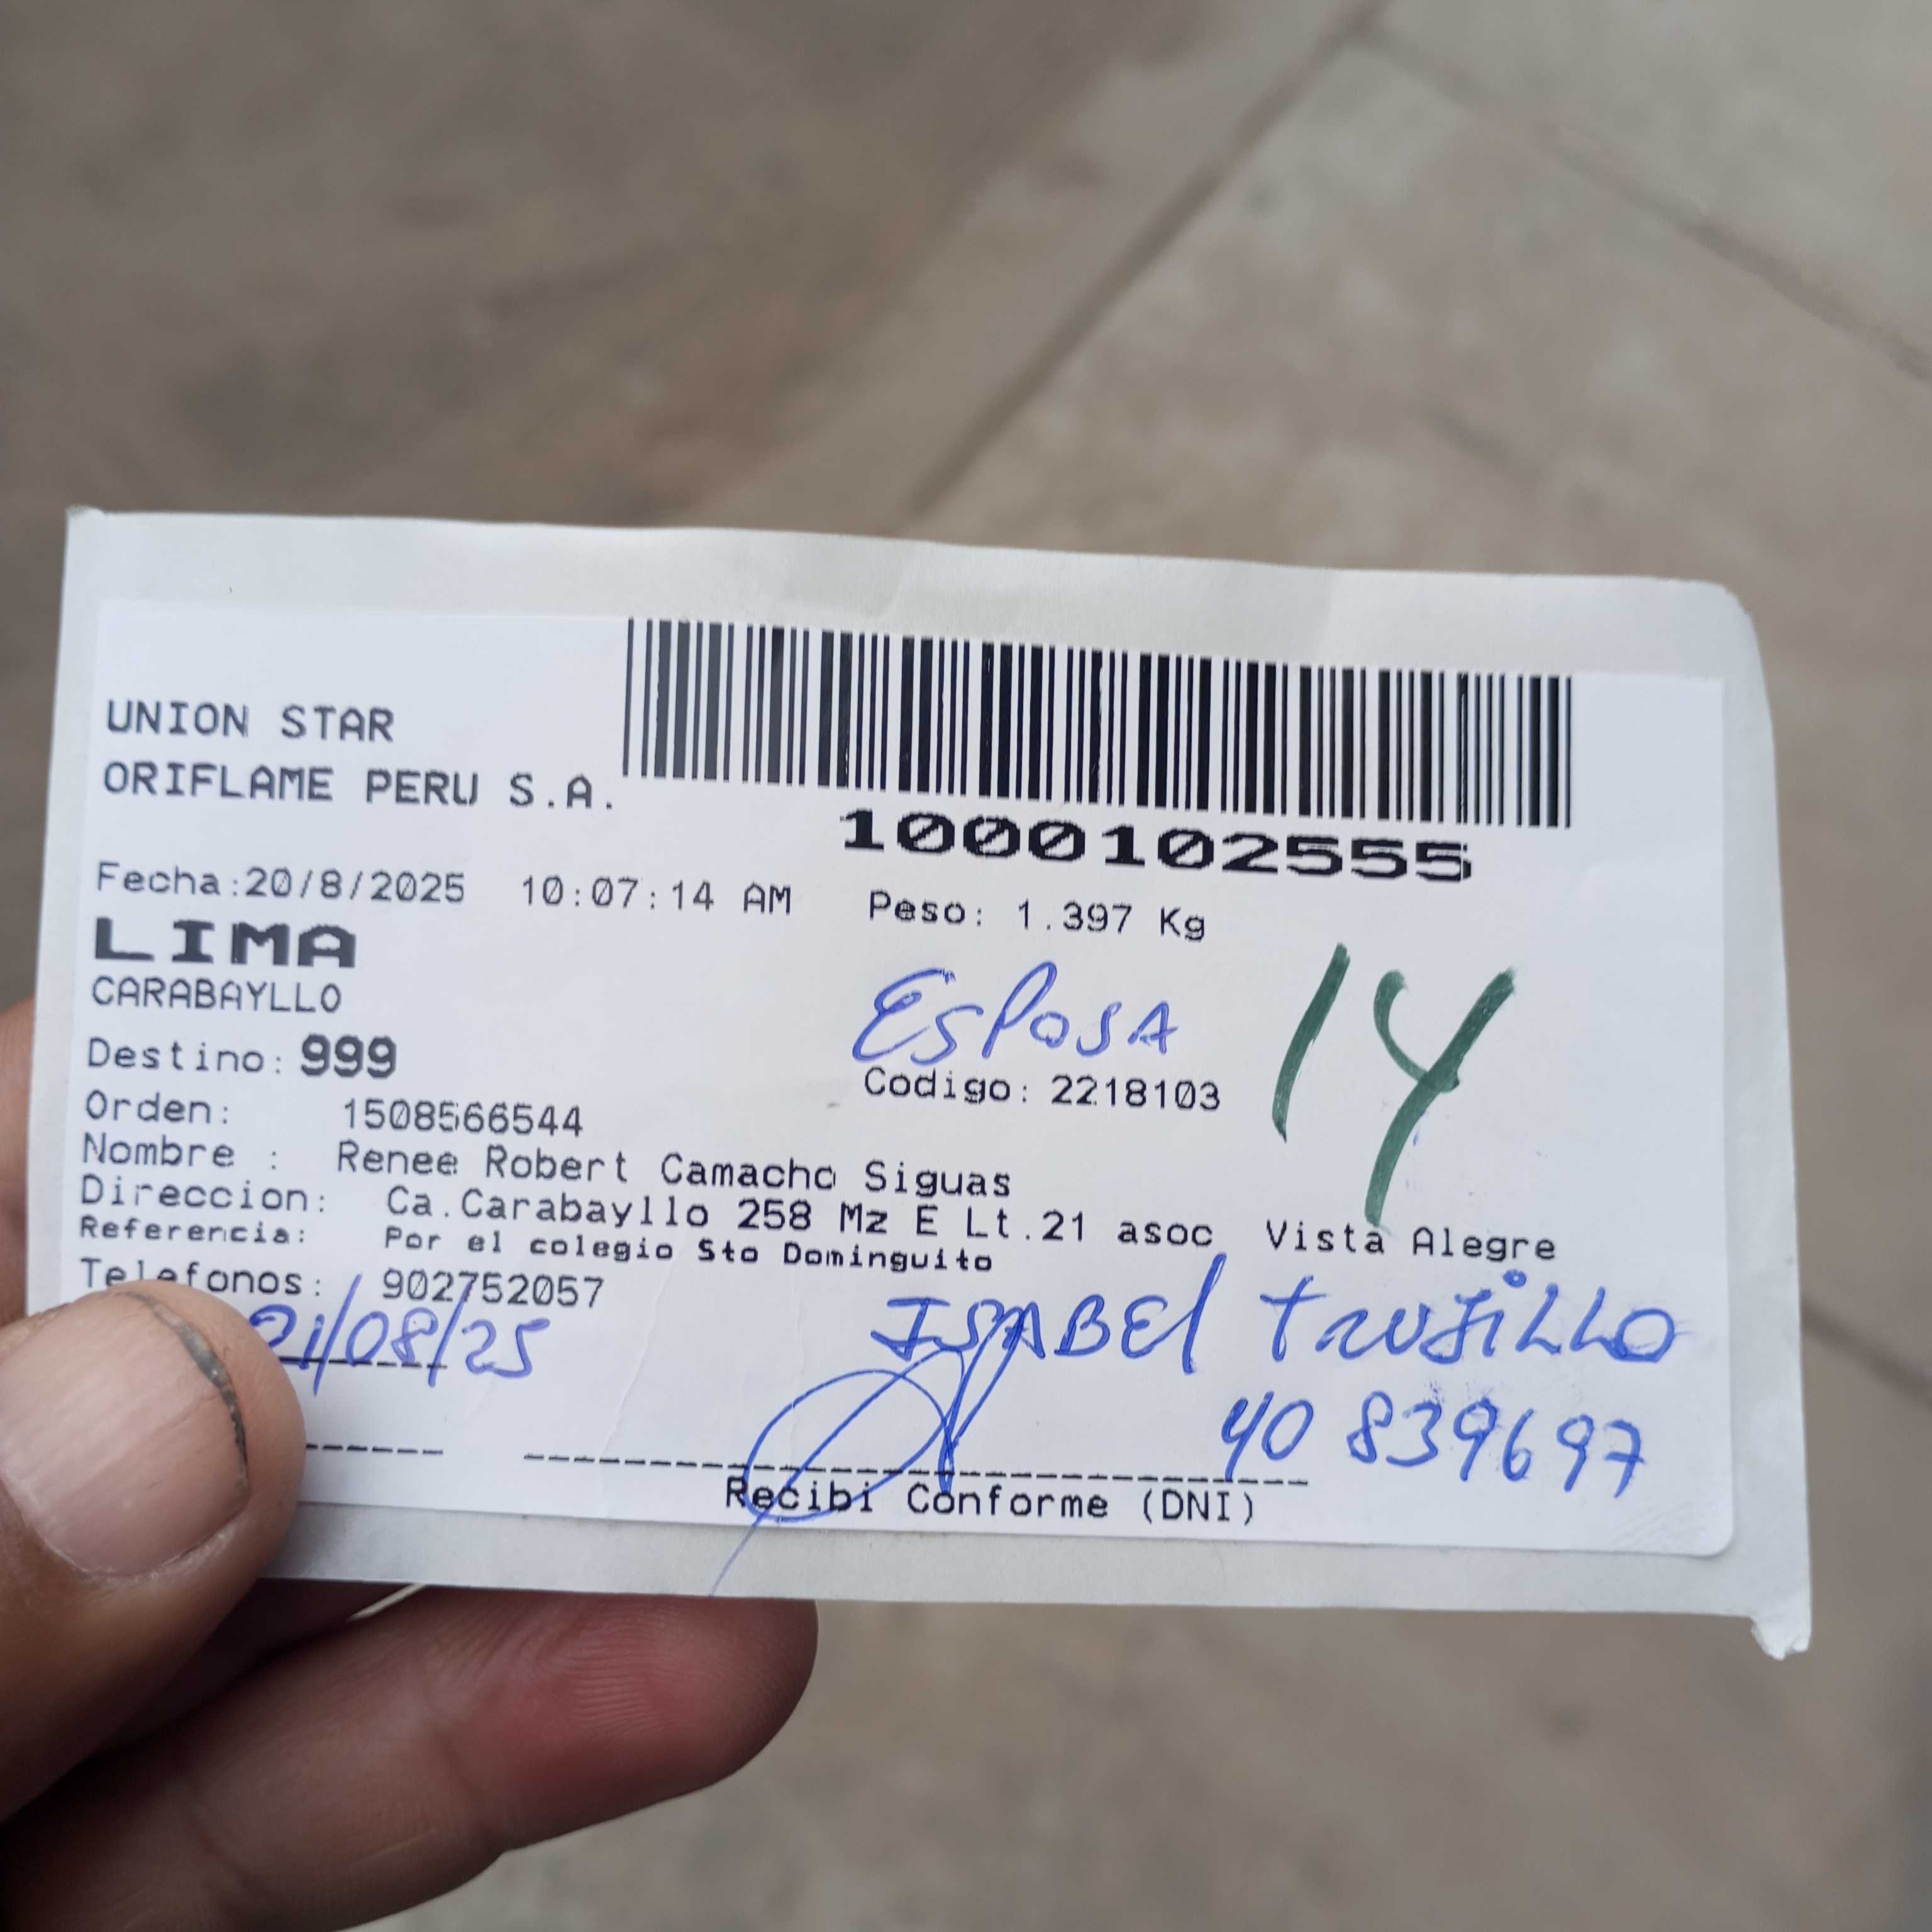 UNION STAR
ORIFLAME PERU S.A.
1000102555
Fecha:20/8/2025 10:07:14 AM Peso: 1.397 Kg
LIMA
CARABAYLLO
ESPOSA 14
Destino: 999
Codigo: 2218103
Orden: 1508566544
Nombre : Renee Robert Camacho Siguas
Direccion: Ca.Carabayllo 258 Mz E Lt.21 asoc Vista Alegre
Referencia: Por el colegio Sto Dominguito
Telefonos: 902752057
21/08/25 ISABEL TRUJILLO
40 839697
Recibi Conforme (DNI)